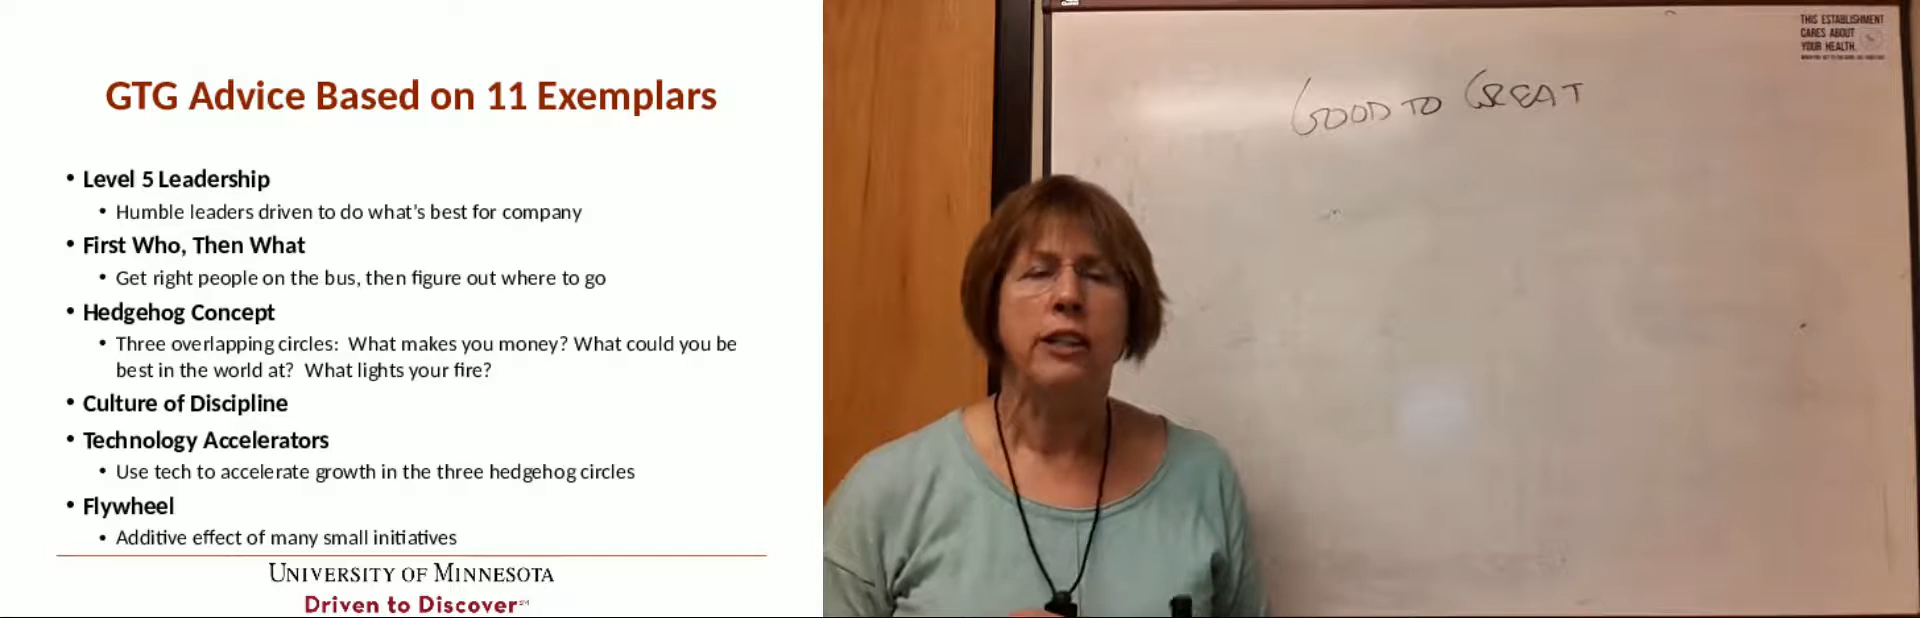 GTG Advice Based on 11 Exemplars
• Level 5 Leadership
• Humble leaders driven to do what's best for company
• First Who, Then What
• Get right people on the bus, then figure out where to go
• Hedgehog Concept
• Three overlapping circles: What makes you money? What could you be
best in the world at? What lights your fire?
• Culture of Discipline
• Technology Accelerators
• Use tech to accelerate growth in the three hedgehog circles
• Flywheel
• Additive effect of many small initiatives
UNIVERSITY OF MINNESOTA
Driven to Discover℠
GOOD TO GREAT
THIS ESTABLISHMENT
CARES ABOUT
YOUR HEALTH.